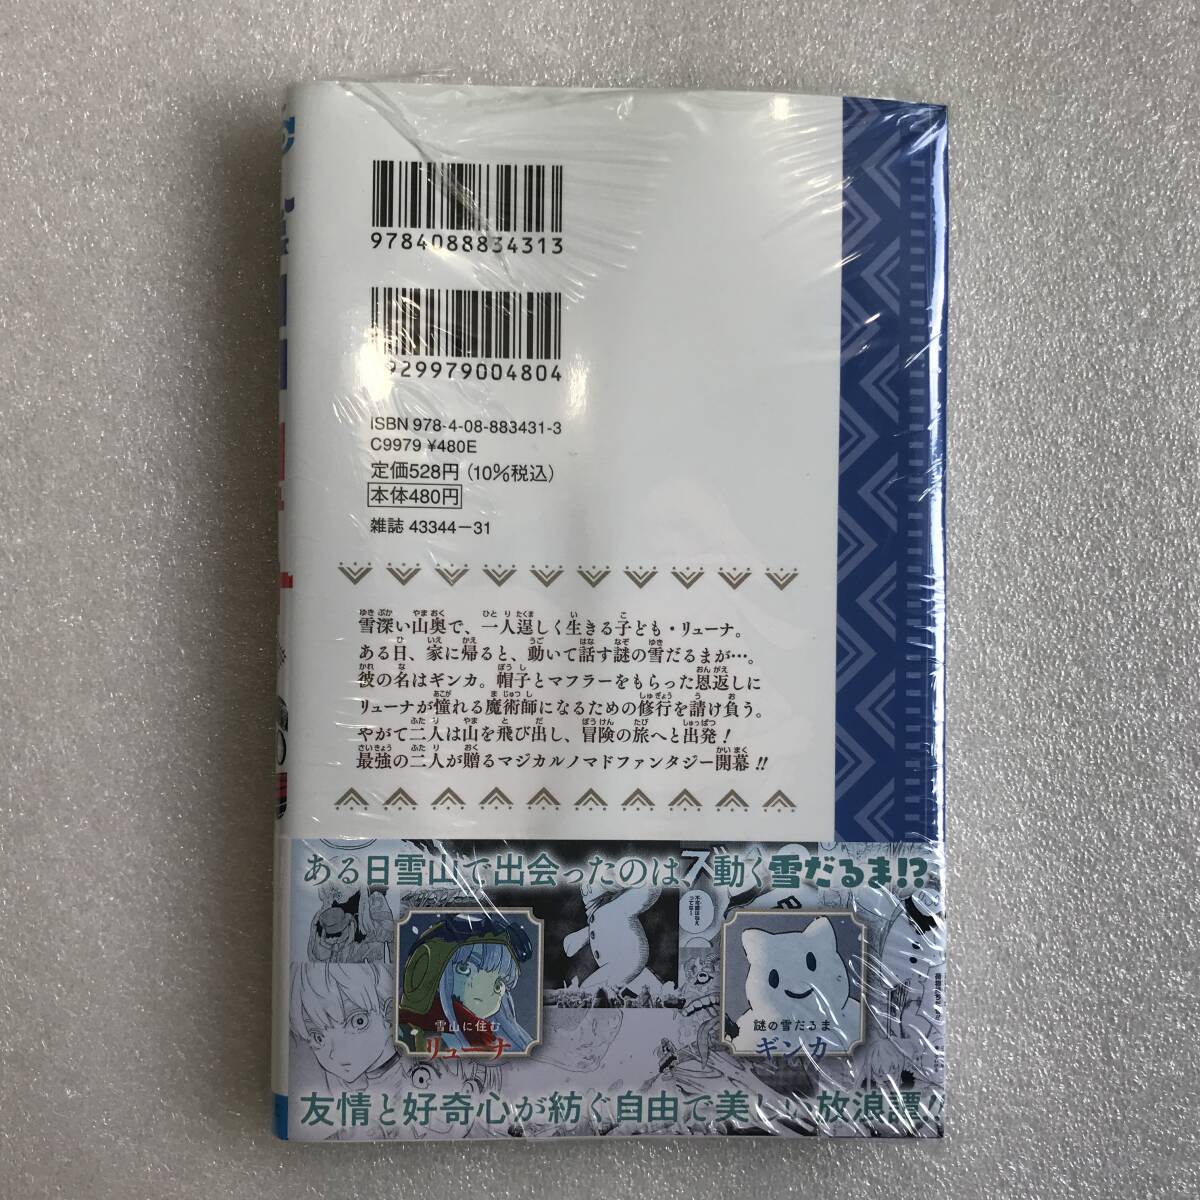 9784088834313
929979004804
ISBN 978-4-08-883431-3
C9979 ¥480E
定価528円(10%税込)
本体480円
雑誌 43344-31
雪深い山奥で、一人逞しく生きる子ども・リューナ。
ある日、家に帰ると、動いて話す謎の雪だるまが…。
彼の名はギンカ。帽子とマフラーをもらった恩返しに
リューナが憧れる魔術師になるための修行を請け負う。
やがて二人は山を飛び出し、冒険の旅へと出発！
最強の二人が贈るマジカルノマドファンタジー開幕!!
ある日雪山で出会ったのは、動く雪だるま!?
雪山に住む
リューナ
謎の雪だるま
ギンカ
友情と好奇心が紡ぐ自由で美しい放浪譚!!